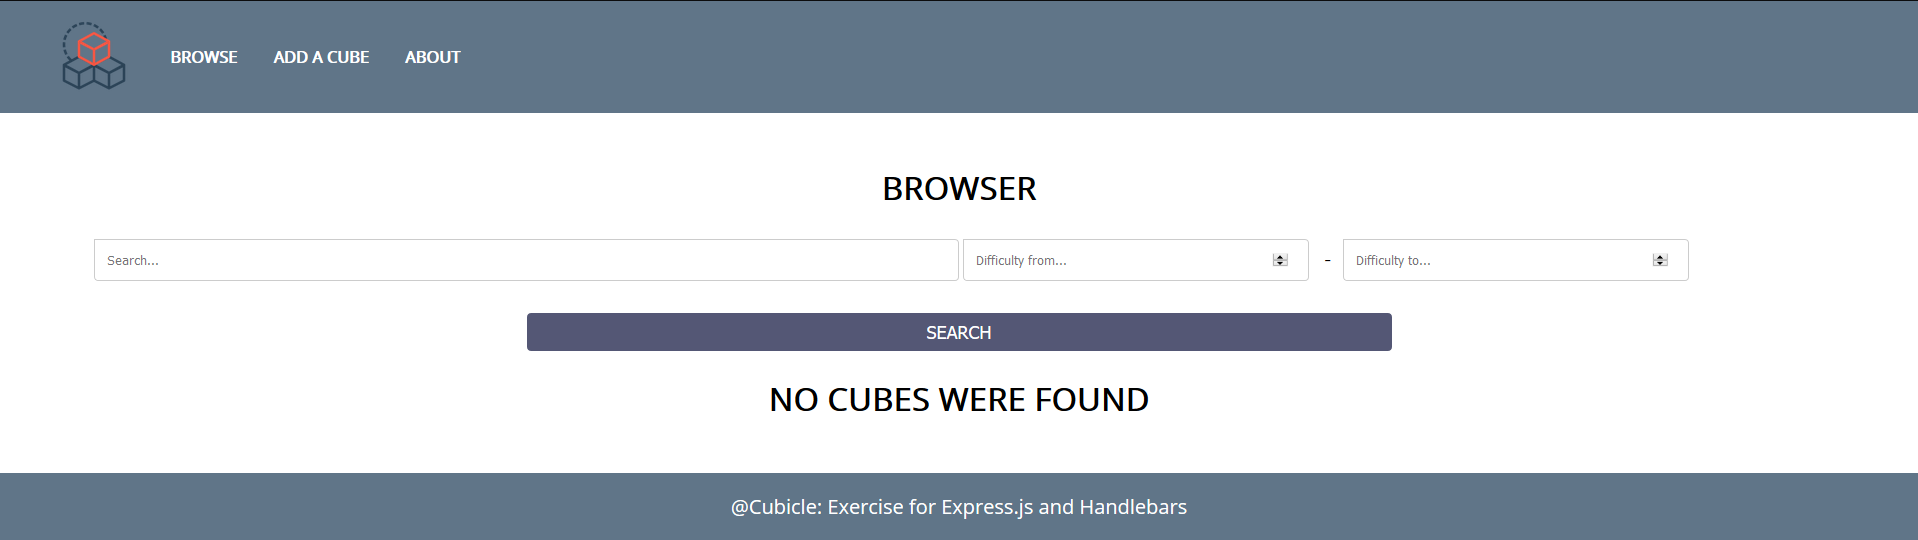 BROWSE ADD A CUBE ABOUT
BROWSER
Search... Difficulty from... - Difficulty to...
SEARCH
NO CUBES WERE FOUND
@Cubicle: Exercise for Express.js and Handlebars